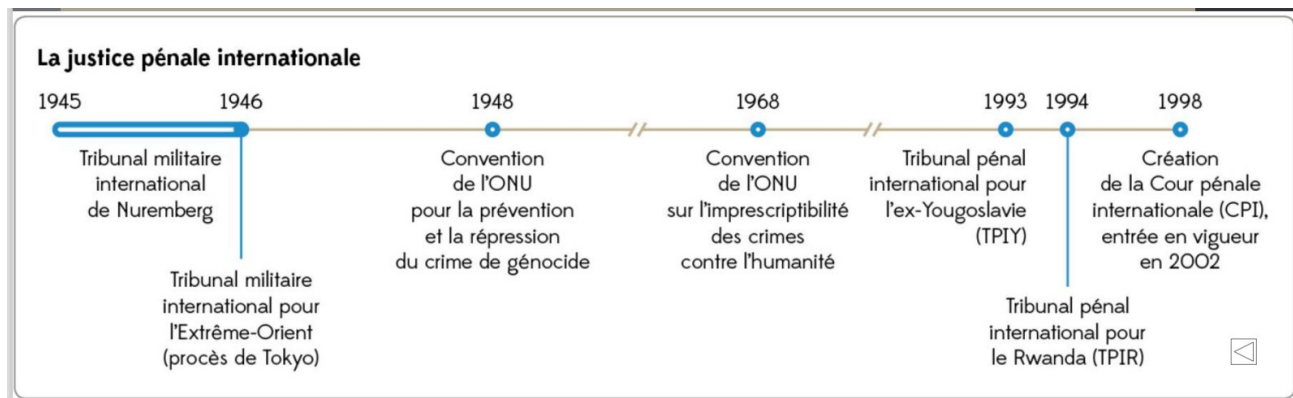 La justice pénale internationale
1945
1946
1948
1968
1993
1994
1998
Tribunal militaire
international
de Nuremberg
Tribunal militaire
international pour
l'Extrême-Orient
(procès de Tokyo)
Convention
de l'ONU
pour la prévention
et la répression
du crime de génocide
Convention
de l'ONU
sur l'imprescriptibilité
des crimes
contre l'humanité
Tribunal pénal
international pour
l'ex-Yougoslavie
(TPIY)
Tribunal pénal
international pour
le Rwanda (TPIR)
Création
de la Cour pénale
internationale (CPI),
entrée en vigueur
en 2002